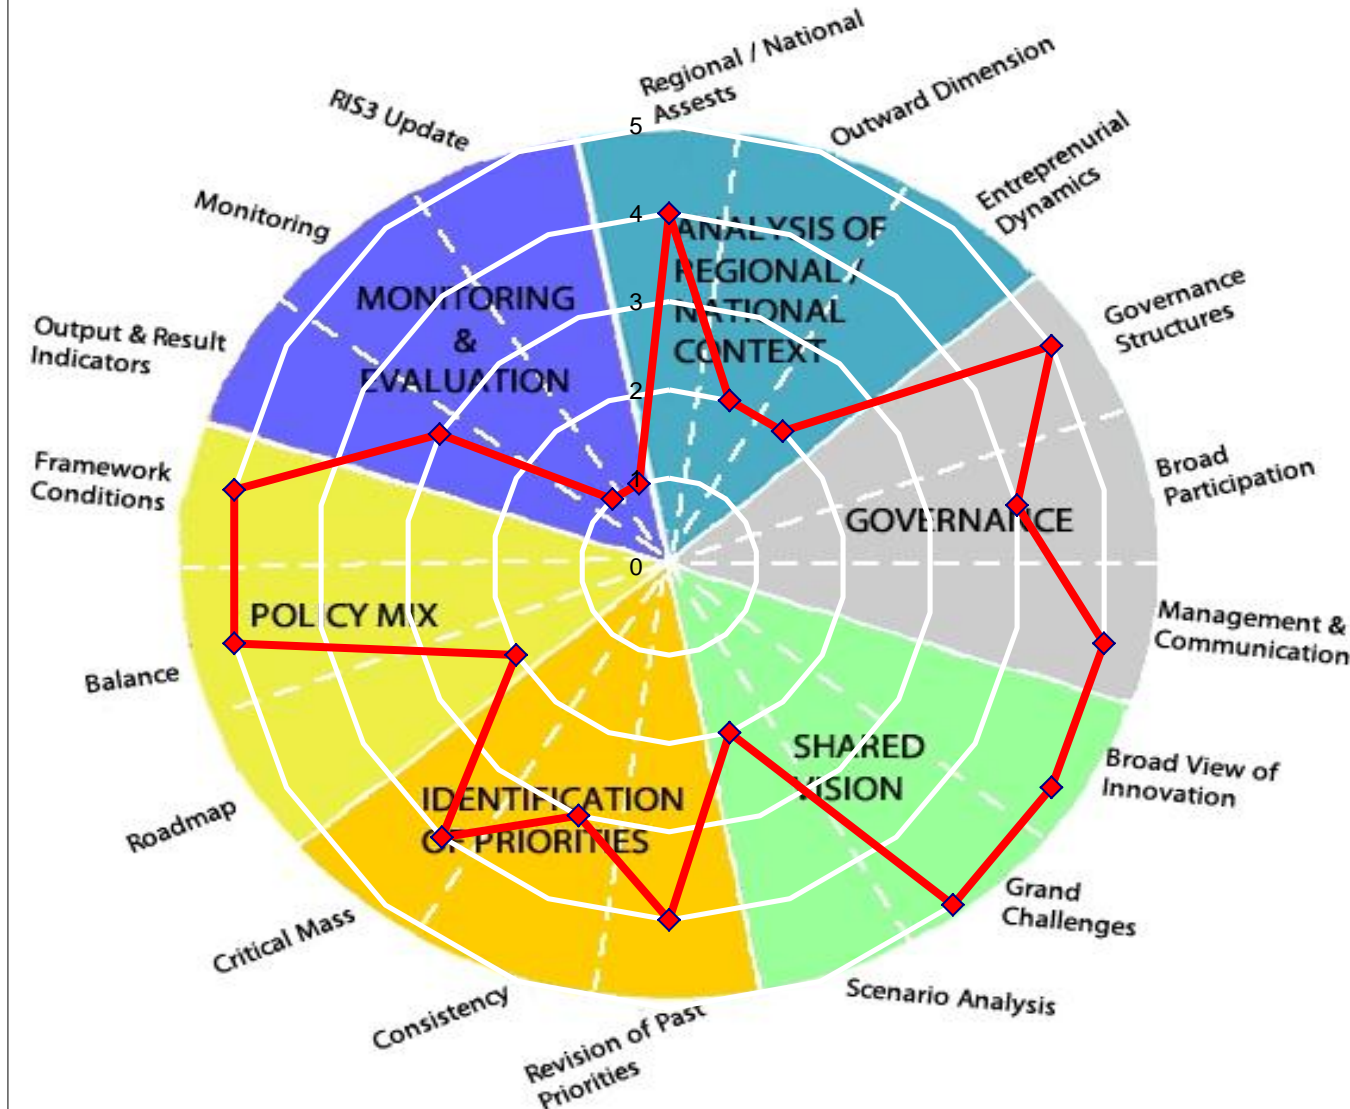 Regional / National
Assests
Outward Dimension
Entreprenurial
Dynamics
Governance
Structures
Broad
Participation
Management &
Communication
Broad View of
Innovation
Grand
Challenges
Scenario Analysis
Revision of Past
Priorities
Consistency
Critical Mass
Roadmap
Balance
Framework
Conditions
Output & Result
Indicators
Monitoring
RIS3 Update
5
4
3
2
1
0
ANALYSIS OF
REGIONAL /
NATIONAL
CONTEXT
GOVERNANCE
SHARED
VISION
IDENTIFICATION
OF PRIORITIES
POLICY MIX
MONITORING
&
EVALUATION